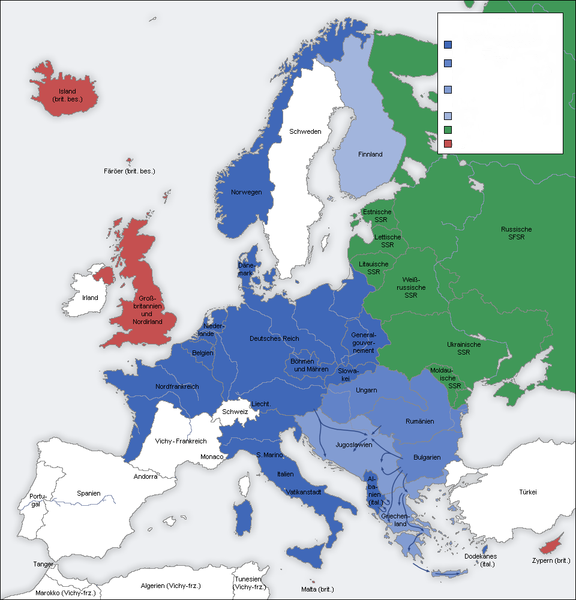 Island
(brit. bes.)
Färöer (brit. bes.)
Schweden
Finnland
Norwegen
Estnische
SSR
Lettische
SSR
Litauische
SSR
Russische
SFSR
Weiß-
russische
SSR
Däne-
mark
Irland
Groß-
britannien
und
Nordirland
Nieder-
lande
Belgien
Deutsches Reich
General-
gouver-
nement
Böhmen
und Mähren
Slowa-
kei
Ukrainische
SSR
Moldau-
ische
SSR
Nordfrankreich
Liecht.
Schweiz
Ungarn
Rumänien
Vichy-Frankreich
Monaco
S. Marino
Jugoslawien
Bulgarien
Andorra
Italien
Vatikanstadt
Al-
ba-
nien
(ital.)
Portu-
gal
Spanien
Griechen-
land
Türkei
Dodekanes
(ital.)
Zypern (brit.)
Tanger
Marokko (Vichy-frz.)
Algerien (Vichy-frz.)
Tunesien
(Vichy-frz.)
Malta (brit.)